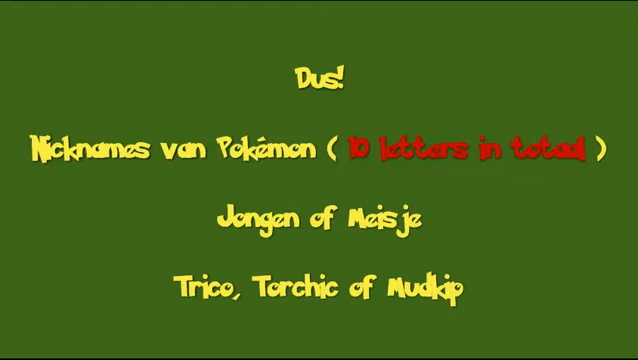 Dus!
Nicknames van Pokémon ( 10 letters in totaal )
Jongen of Meisje
Trico, Torchic of Mudkip